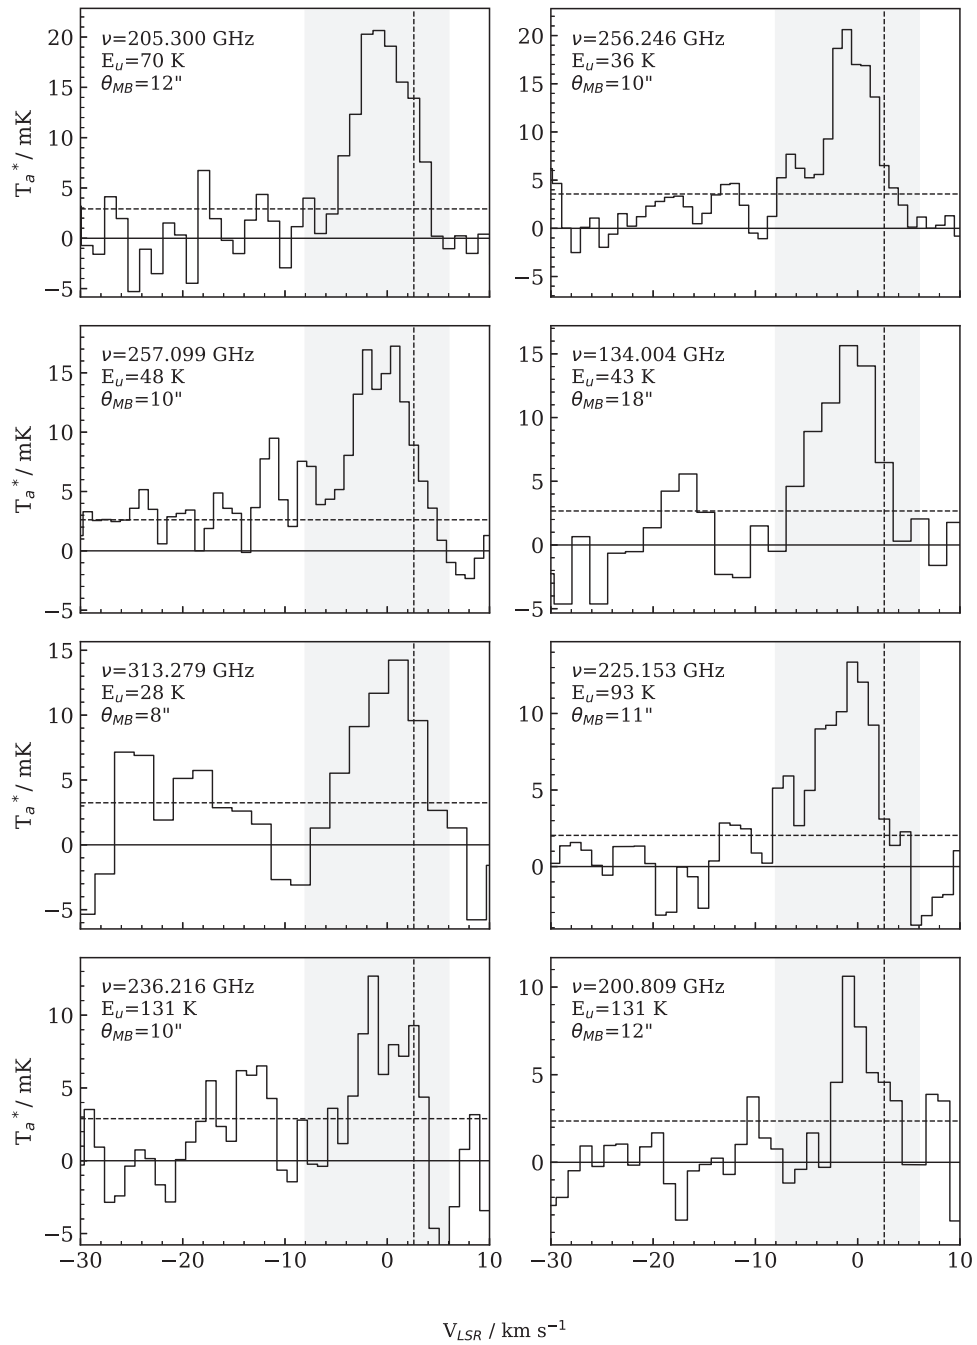 ν=205.300 GHz
E_u=70 K
θ_MB=12"
20
15
10
5
0
−5
T_a* / mK
ν=256.246 GHz
E_u=36 K
θ_MB=10"
20
15
10
5
0
−5
ν=257.099 GHz
E_u=48 K
θ_MB=10"
15
10
5
0
−5
T_a* / mK
ν=134.004 GHz
E_u=43 K
θ_MB=18"
15
10
5
0
−5
ν=313.279 GHz
E_u=28 K
θ_MB=8"
15
10
5
0
−5
T_a* / mK
ν=225.153 GHz
E_u=93 K
θ_MB=11"
10
5
0
ν=236.216 GHz
E_u=131 K
θ_MB=10"
10
5
0
−5
T_a* / mK
−30 −20 −10 0 10
ν=200.809 GHz
E_u=131 K
θ_MB=12"
10
5
0
−30 −20 −10 0 10
V_LSR / km s⁻¹